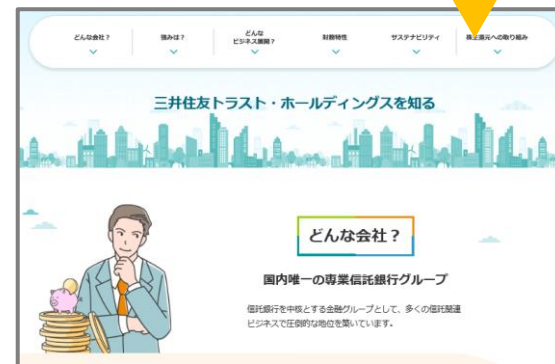 どんな会社？
強みは？
どんな
ビジネス展開？
財務特性
サステナビリティ
株主還元への取り組み
三井住友トラスト・ホールディングスを知る
どんな会社？
国内唯一の専業信託銀行グループ
信託銀行を中核とする金融グループとして、多くの信託関連
ビジネスで圧倒的な地位を築いています。